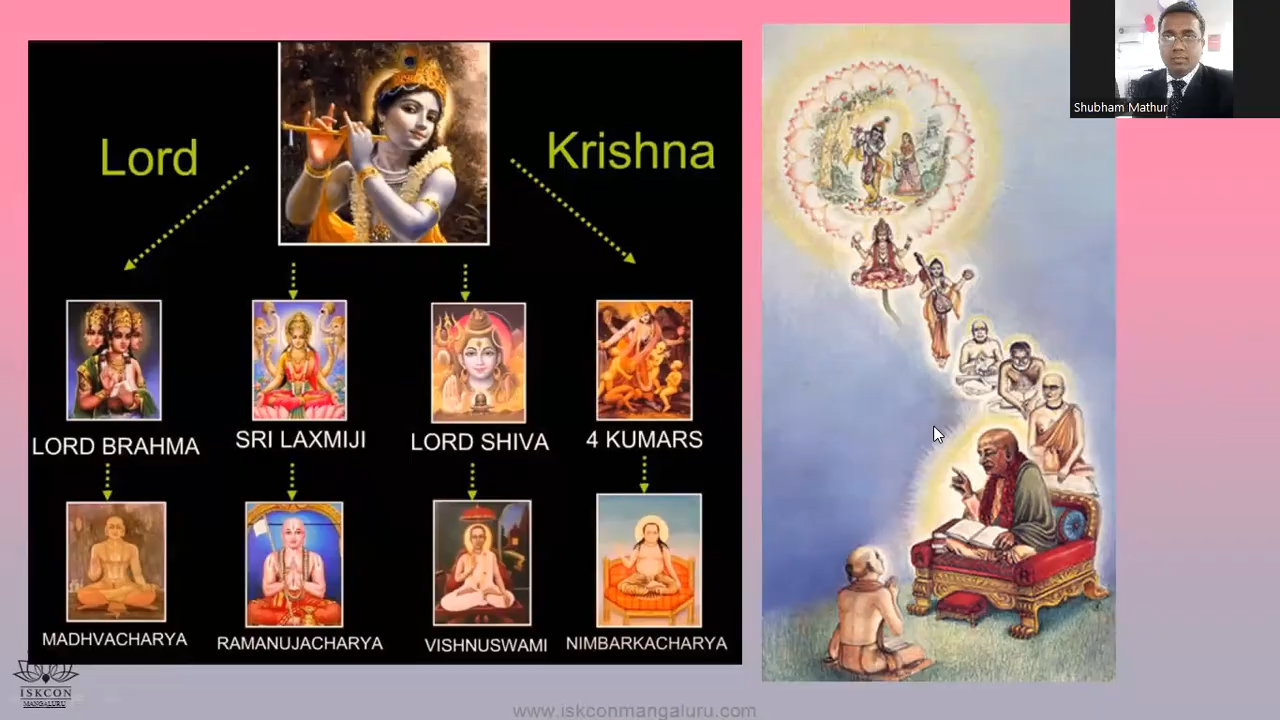 Shubham Mathur
Lord
Krishna
LORD BRAHMA
SRI LAXMIJI
LORD SHIVA
4 KUMARS
MADHVACHARYA
RAMANUJACHARYA
VISHNUSWAMI
NIMBARKACHARYA
ISKCON
MANGALURU
www.iskconmangaluru.com